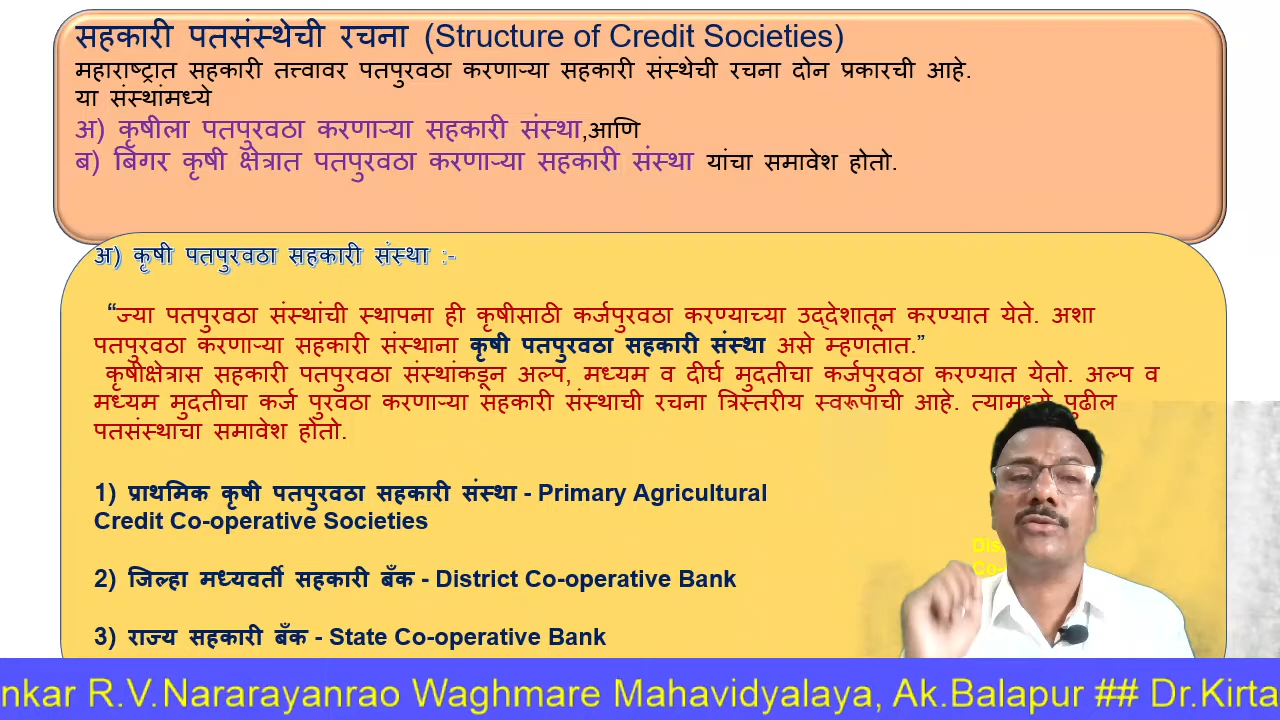 सहकारी पतसंस्थेची रचना (Structure of Credit Societies)
महाराष्ट्रात सहकारी तत्त्वावर पतपुरवठा करणाऱ्या सहकारी संस्थेची रचना दोन प्रकारची आहे.
या संस्थांमध्ये
अ) कृषीला पतपुरवठा करणाऱ्या सहकारी संस्था,आणि
ब) बिगर कृषी क्षेत्रात पतपुरवठा करणाऱ्या सहकारी संस्था यांचा समावेश होतो.
अ) कृषी पतपुरवठा सहकारी संस्था :-
“ज्या पतपुरवठा संस्थांची स्थापना ही कृषीसाठी कर्जपुरवठा करण्याच्या उद्देशातून करण्यात येते. अशा
पतपुरवठा करणाऱ्या सहकारी संस्थाना कृषी पतपुरवठा सहकारी संस्था असे म्हणतात.”
कृषीक्षेत्रास सहकारी पतपुरवठा संस्थांकडून अल्प, मध्यम व दीर्घ मुदतीचा कर्जपुरवठा करण्यात येतो. अल्प व
मध्यम मुदतीचा कर्ज पुरवठा करणाऱ्या सहकारी संस्थाची रचना त्रिस्तरीय स्वरूपाची आहे. त्यामध्ये पुढील
पतसंस्थाचा समावेश होतो.
1) प्राथमिक कृषी पतपुरवठा सहकारी संस्था - Primary Agricultural
Credit Co-operative Societies
2) जिल्हा मध्यवर्ती सहकारी बँक - District Co-operative Bank
3) राज्य सहकारी बँक - State Co-operative Bank
nkar R.V.Nararayanrao Waghmare Mahavidyalaya, Ak.Balapur ## Dr.Kirta